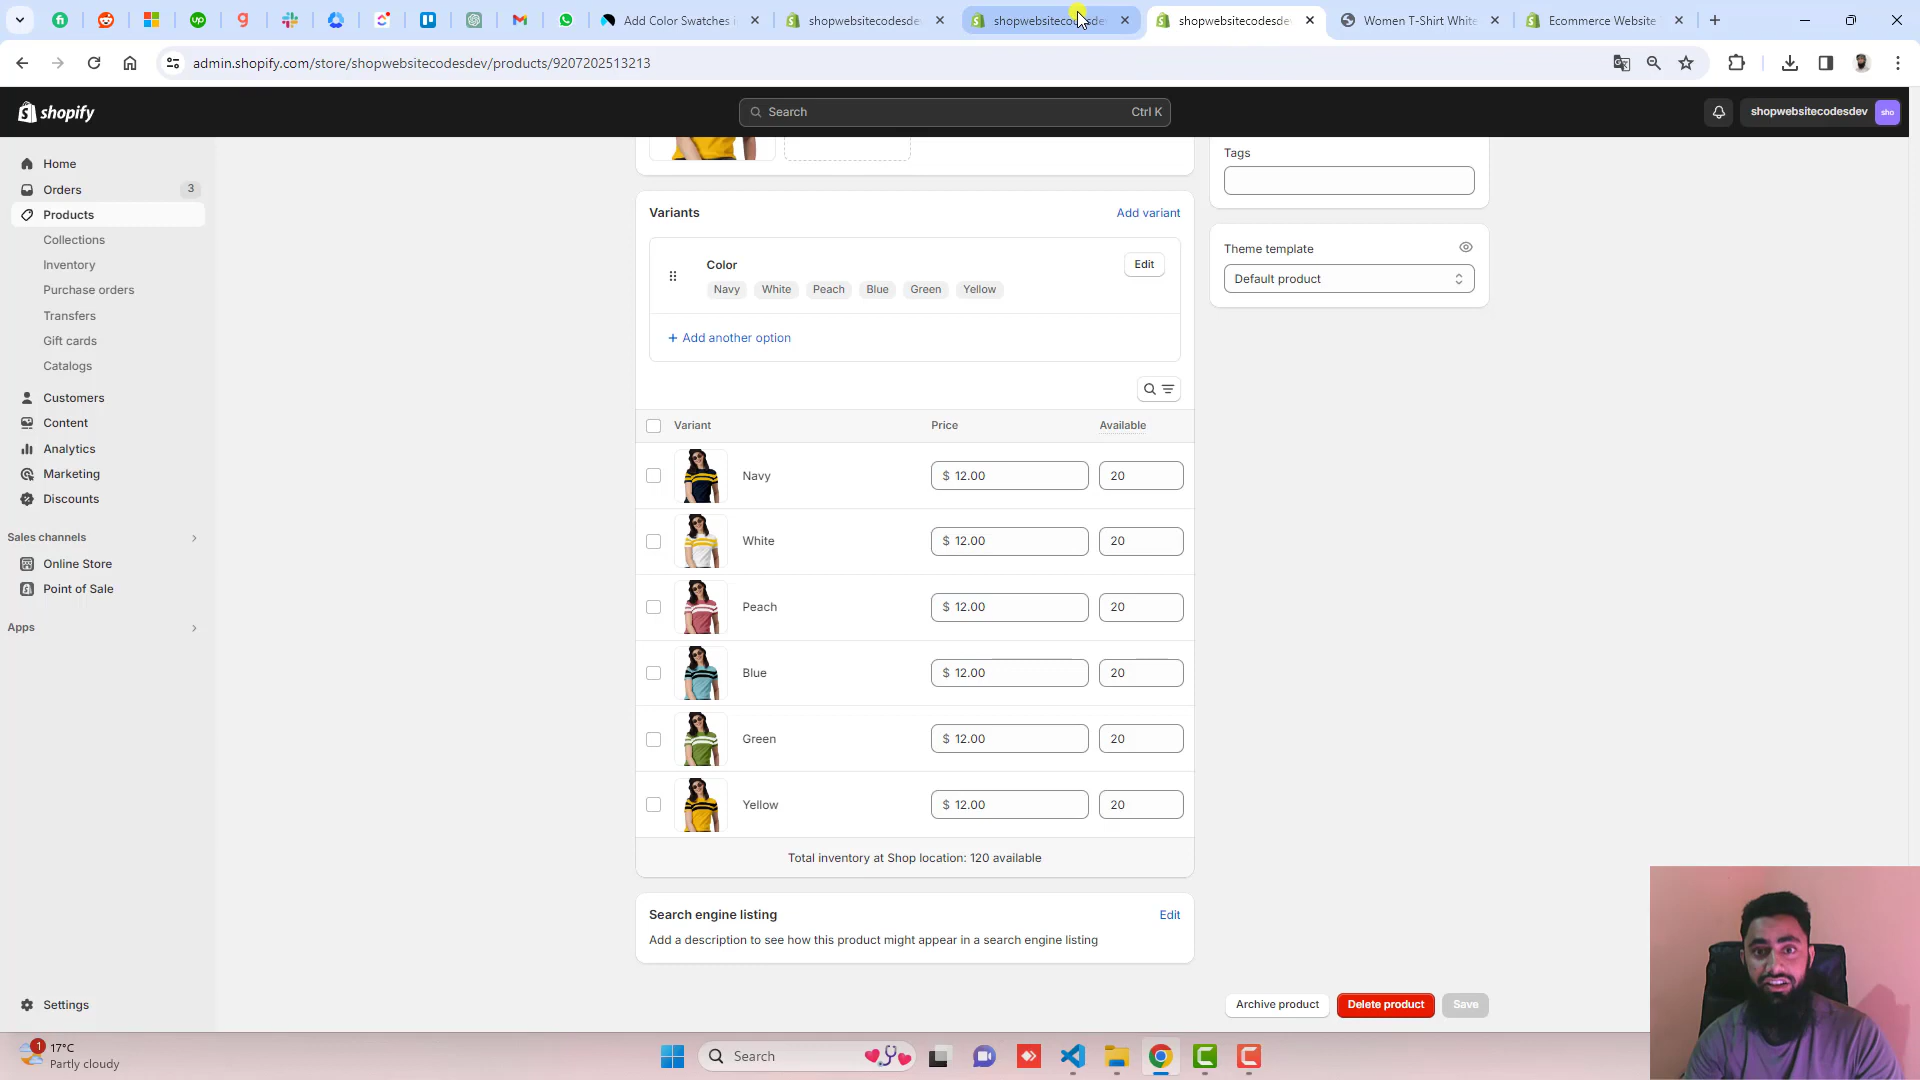 Add Color Swatches i
shopwebsitecodesde
shopwebsitecodesde
shopwebsitecodesde
Women T-Shirt White
Ecommerce Website
admin.shopify.com/store/shopwebsitecodesdev/products/9207202513213
shopify
Search
Ctrl K
shopwebsitecodesdev
sho
Home
Orders
3
Products
Collections
Inventory
Purchase orders
Transfers
Gift cards
Catalogs
Customers
Content
Analytics
Marketing
Discounts
Sales channels
Online Store
Point of Sale
Apps
Settings
Variants
Add variant
Color
Edit
Navy White Peach Blue Green Yellow
+ Add another option
Variant Price Available
Navy $ 12.00 20
White $ 12.00 20
Peach $ 12.00 20
Blue $ 12.00 20
Green $ 12.00 20
Yellow $ 12.00 20
Total inventory at Shop location: 120 available
Search engine listing
Edit
Add a description to see how this product might appear in a search engine listing
Tags
Theme template
Default product
Archive product
Delete product
Save
1
17°C
Partly cloudy
Search